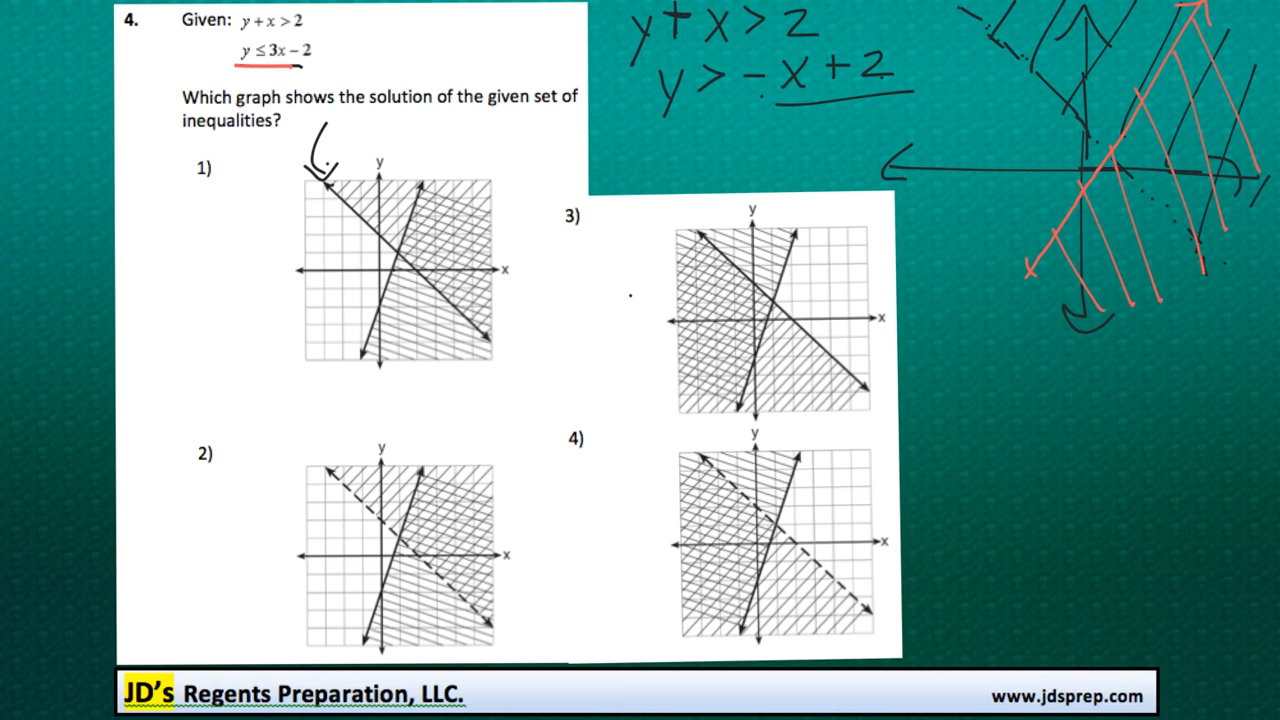 4. Given: y + x > 2
y ≤ 3x − 2
Which graph shows the solution of the given set of
inequalities?
1)
y
x
2)
y
x
3)
y
x
4)
y
x
y + x > 2
y > - x + 2
JD's Regents Preparation, LLC.
www.jdsprep.com